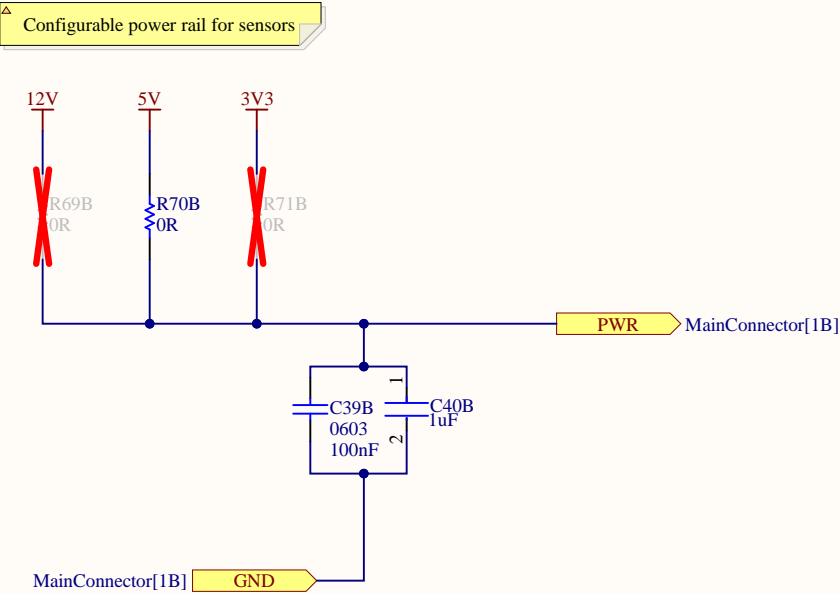 Configurable power rail for sensors
12V
5V
3V3
R69B
0R
R70B
0R
R71B
0R
PWR
MainConnector[1B]
C39B
0603
100nF
1
2
C40B
1uF
MainConnector[1B]
GND